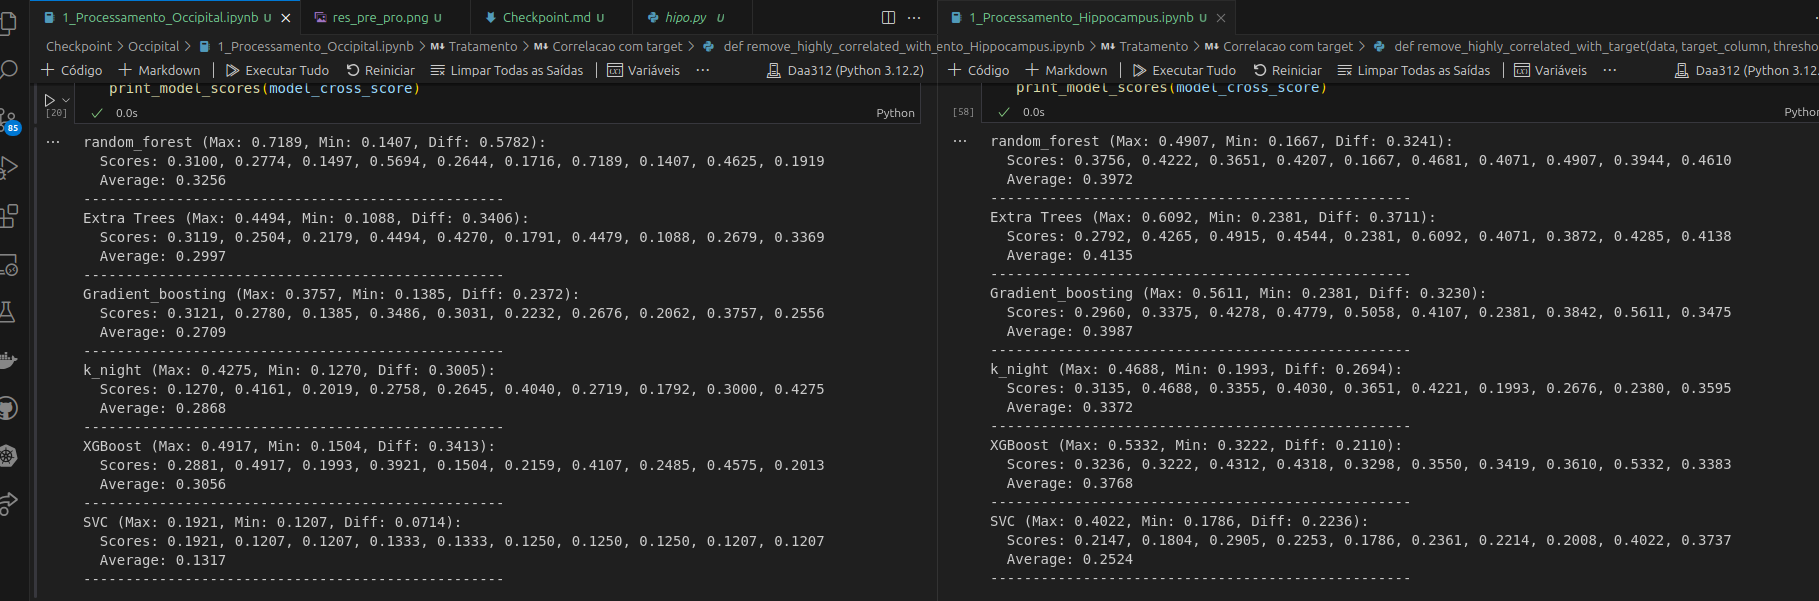 1_Processamento_Occipital.ipynb U
res_pre_pro.png U
Checkpoint.md U
hipo.py U
Checkpoint > Occipital > 1_Processamento_Occipital.ipynb > M↓ Tratamento > M↓ Correlacao com target > def remove_highly_correlated_with_
+ Código + Markdown | Executar Tudo Reiniciar Limpar Todas as Saídas | Variáveis ··· Daa312 (Python 3.12.2)
print_model_scores(model_cross_score)
[20] ✓ 0.0s Python
85
random_forest (Max: 0.7189, Min: 0.1407, Diff: 0.5782):
Scores: 0.3100, 0.2774, 0.1497, 0.5694, 0.2644, 0.1716, 0.7189, 0.1407, 0.4625, 0.1919
Average: 0.3256
---------------------------------------------------
Extra Trees (Max: 0.4494, Min: 0.1088, Diff: 0.3406):
Scores: 0.3119, 0.2504, 0.2179, 0.4494, 0.4270, 0.1791, 0.4479, 0.1088, 0.2679, 0.3369
Average: 0.2997
---------------------------------------------------
Gradient_boosting (Max: 0.3757, Min: 0.1385, Diff: 0.2372):
Scores: 0.3121, 0.2780, 0.1385, 0.3486, 0.3031, 0.2232, 0.2676, 0.2062, 0.3757, 0.2556
Average: 0.2709
---------------------------------------------------
k_night (Max: 0.4275, Min: 0.1270, Diff: 0.3005):
Scores: 0.1270, 0.4161, 0.2019, 0.2758, 0.2645, 0.4040, 0.2719, 0.1792, 0.3000, 0.4275
Average: 0.2868
---------------------------------------------------
XGBoost (Max: 0.4917, Min: 0.1504, Diff: 0.3413):
Scores: 0.2881, 0.4917, 0.1993, 0.3921, 0.1504, 0.2159, 0.4107, 0.2485, 0.4575, 0.2013
Average: 0.3056
---------------------------------------------------
SVC (Max: 0.1921, Min: 0.1207, Diff: 0.0714):
Scores: 0.1921, 0.1207, 0.1207, 0.1333, 0.1333, 0.1250, 0.1250, 0.1250, 0.1207, 0.1207
Average: 0.1317
---------------------------------------------------
1_Processamento_Hippocampus.ipynb U
ento_Hippocampus.ipynb > M↓ Tratamento > M↓ Correlacao com target > def remove_highly_correlated_with_target(data, target_column, thresho
+ Código + Markdown | Executar Tudo Reiniciar Limpar Todas as Saídas | Variáveis ··· Daa312 (Python 3.12.
print_model_scores(model_cross_score)
[58] ✓ 0.0s Pytho
random_forest (Max: 0.4907, Min: 0.1667, Diff: 0.3241):
Scores: 0.3756, 0.4222, 0.3651, 0.4207, 0.1667, 0.4681, 0.4071, 0.4907, 0.3944, 0.4610
Average: 0.3972
---------------------------------------------------
Extra Trees (Max: 0.6092, Min: 0.2381, Diff: 0.3711):
Scores: 0.2792, 0.4265, 0.4915, 0.4544, 0.2381, 0.6092, 0.4071, 0.3872, 0.4285, 0.4138
Average: 0.4135
---------------------------------------------------
Gradient_boosting (Max: 0.5611, Min: 0.2381, Diff: 0.3230):
Scores: 0.2960, 0.3375, 0.4278, 0.4779, 0.5058, 0.4107, 0.2381, 0.3842, 0.5611, 0.3475
Average: 0.3987
---------------------------------------------------
k_night (Max: 0.4688, Min: 0.1993, Diff: 0.2694):
Scores: 0.3135, 0.4688, 0.3355, 0.4030, 0.3651, 0.4221, 0.1993, 0.2676, 0.2380, 0.3595
Average: 0.3372
---------------------------------------------------
XGBoost (Max: 0.5332, Min: 0.3222, Diff: 0.2110):
Scores: 0.3236, 0.3222, 0.4312, 0.4318, 0.3298, 0.3550, 0.3419, 0.3610, 0.5332, 0.3383
Average: 0.3768
---------------------------------------------------
SVC (Max: 0.4022, Min: 0.1786, Diff: 0.2236):
Scores: 0.2147, 0.1804, 0.2905, 0.2253, 0.1786, 0.2361, 0.2214, 0.2008, 0.4022, 0.3737
Average: 0.2524
---------------------------------------------------